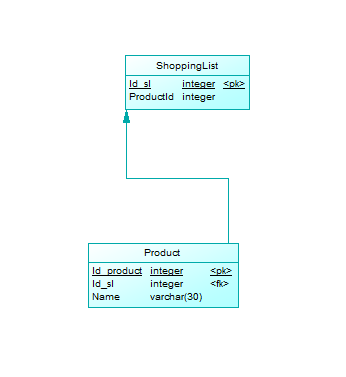 ShoppingList
Id_sl integer <pk>
ProductId integer
Product
Id_product integer <pk>
Id_sl integer <fk>
Name varchar(30)